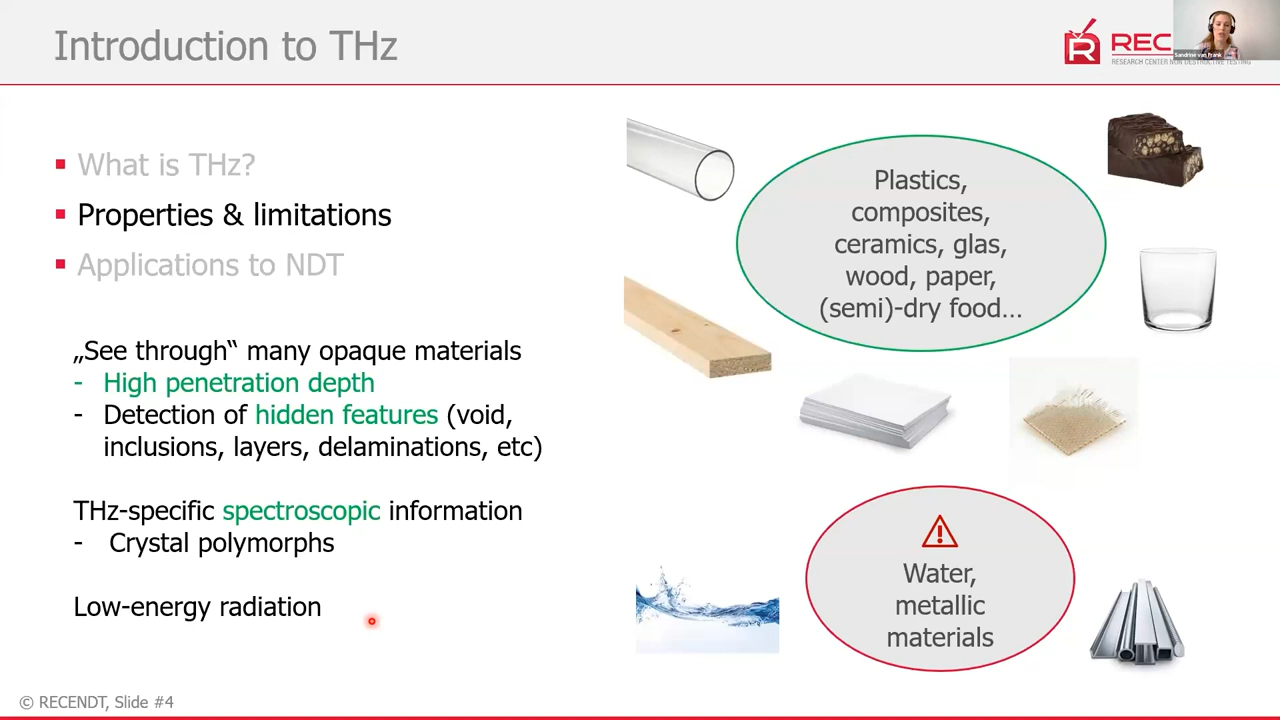 Introduction to THz
REC
RESEARCH CENTER NON DESTRUCTIVE TESTING
Sandrine van Frank
▪ What is THz?
▪ Properties & limitations
▪ Applications to NDT
„See through“ many opaque materials
- High penetration depth
- Detection of hidden features (void,
inclusions, layers, delaminations, etc)
THz-specific spectroscopic information
- Crystal polymorphs
Low-energy radiation
Plastics,
composites,
ceramics, glas,
wood, paper,
(semi)-dry food...
Water,
metallic
materials
© RECENDT, Slide #4